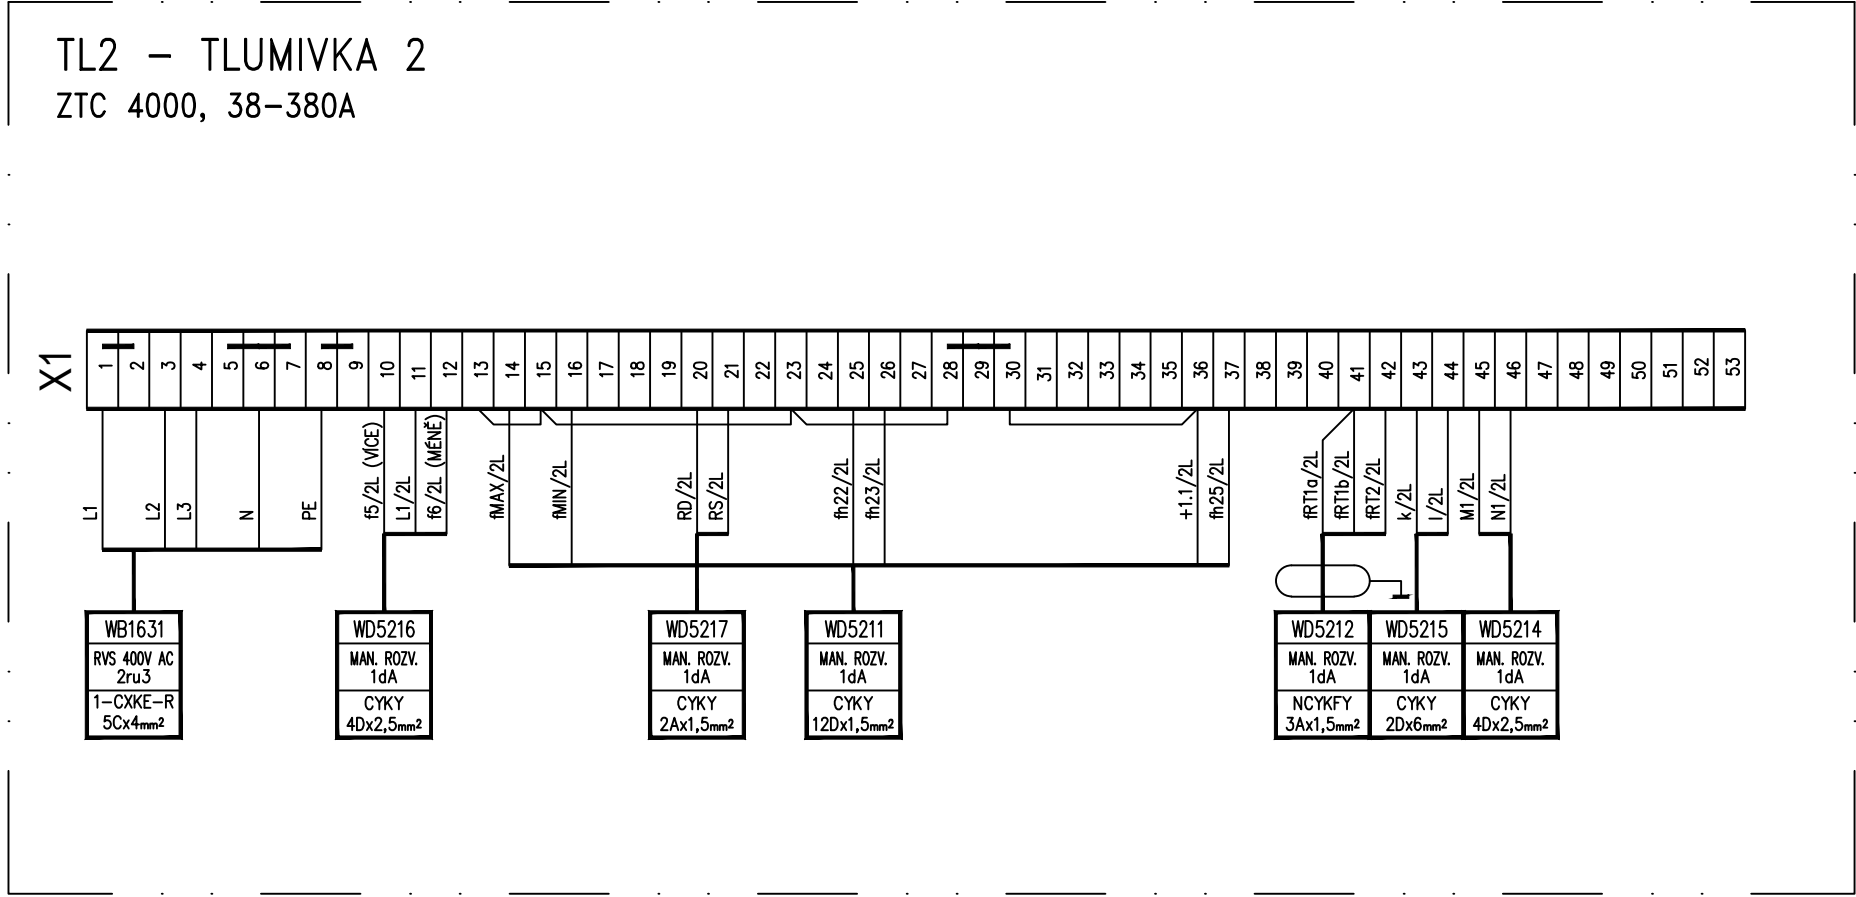 TL2 – TLUMIVKA 2
ZTC 4000, 38–380A
X1
1 2 3 4 5 6 7 8 9 10 11 12 13 14 15 16 17 18 19 20 21 22 23 24 25 26 27 28 29 30 31 32 33 34 35 36 37 38 39 40 41 42 43 44 45 46 47 48 49 50 51 52 53
L1
L2
L3
N
PE
f5/2L (VÍCE)
L1/2L
f6/2L (MÉNĚ)
fMAX/2L
fMIN/2L
RD/2L
RS/2L
fh22/2L
fh23/2L
+1.1/2L
fh25/2L
fRT1a/2L
fRT1b/2L
fRT2/2L
k/2L
l/2L
M1/2L
N1/2L
WB1631
RVS 400V AC
2ru3
1–CXKE–R
5Cx4mm²
WD5216
MAN. ROZV.
1dA
CYKY
4Dx2,5mm²
WD5217
MAN. ROZV.
1dA
CYKY
2Ax1,5mm²
WD5211
MAN. ROZV.
1dA
CYKY
12Dx1,5mm²
WD5212
MAN. ROZV.
1dA
NCYKFY
3Ax1,5mm²
WD5215
MAN. ROZV.
1dA
CYKY
2Dx6mm²
WD5214
MAN. ROZV.
1dA
CYKY
4Dx2,5mm²